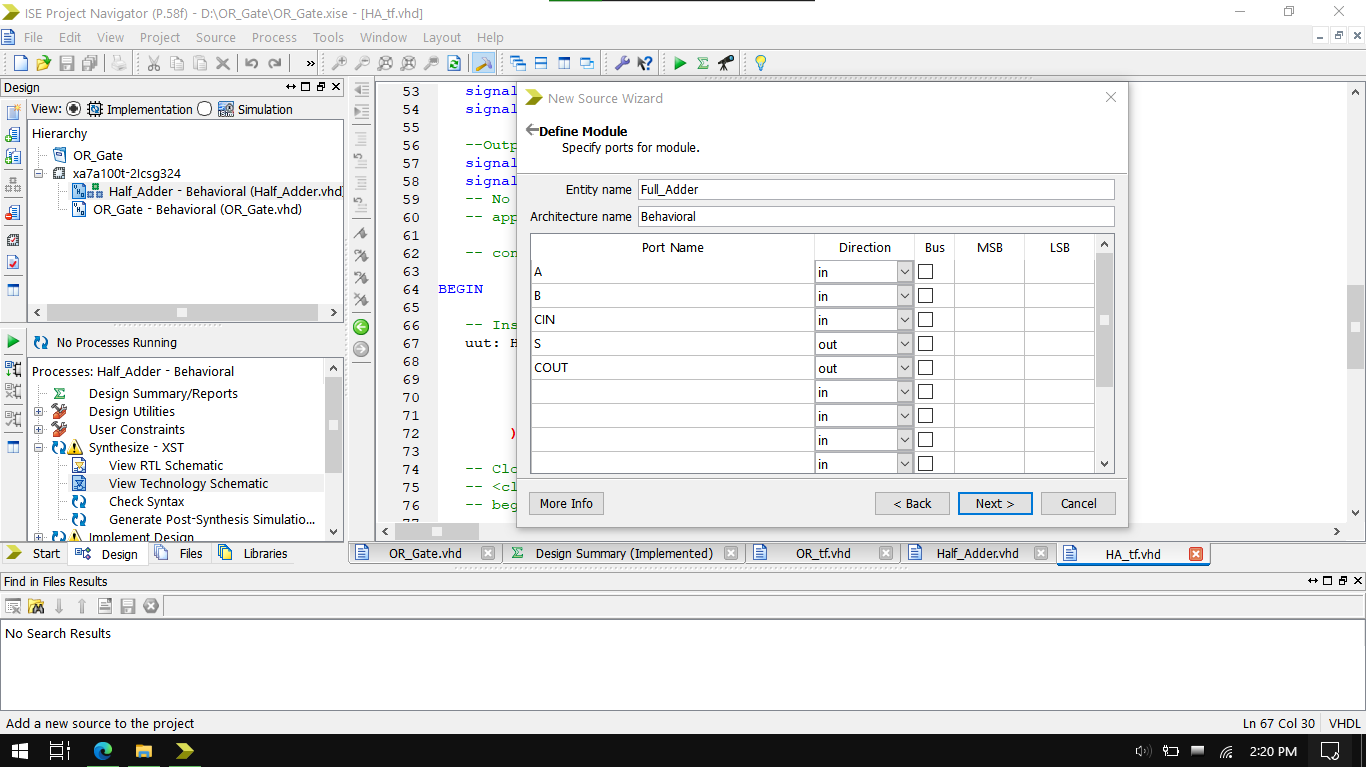 ISE Project Navigator (P.58f) - D:\OR_Gate\OR_Gate.xise - [HA_tf.vhd]
File Edit View Project Source Process Tools Window Layout Help
Design
View: Implementation Simulation
Hierarchy
OR_Gate
xa7a100t-2Icsg324
Half_Adder - Behavioral (Half_Adder.vhd)
OR_Gate - Behavioral (OR_Gate.vhd)
No Processes Running
Processes: Half_Adder - Behavioral
Design Summary/Reports
Design Utilities
User Constraints
Synthesize - XST
View RTL Schematic
View Technology Schematic
Check Syntax
Generate Post-Synthesis Simulatio...
Implement Design
Start Design Files Libraries
53 signal
54 signal
55
56 --Outp
57 signal
58 signal
59 -- No
60 -- app
61
62 -- con
63
64 BEGIN
65
66 -- Ins
67 uut: H
68
69
70
71
72 )
73
74 -- Clo
75 -- <cl
76 -- beg
77
New Source Wizard
Define Module
Specify ports for module.
Entity name Full_Adder
Architecture name Behavioral
Port Name Direction Bus MSB LSB
A in
B in
CIN in
S out
COUT out
in
in
in
in
More Info < Back Next > Cancel
OR_Gate.vhd Design Summary (Implemented) OR_tf.vhd Half_Adder.vhd HA_tf.vhd
Find in Files Results
No Search Results
Add a new source to the project Ln 67 Col 30 VHDL
2:20 PM